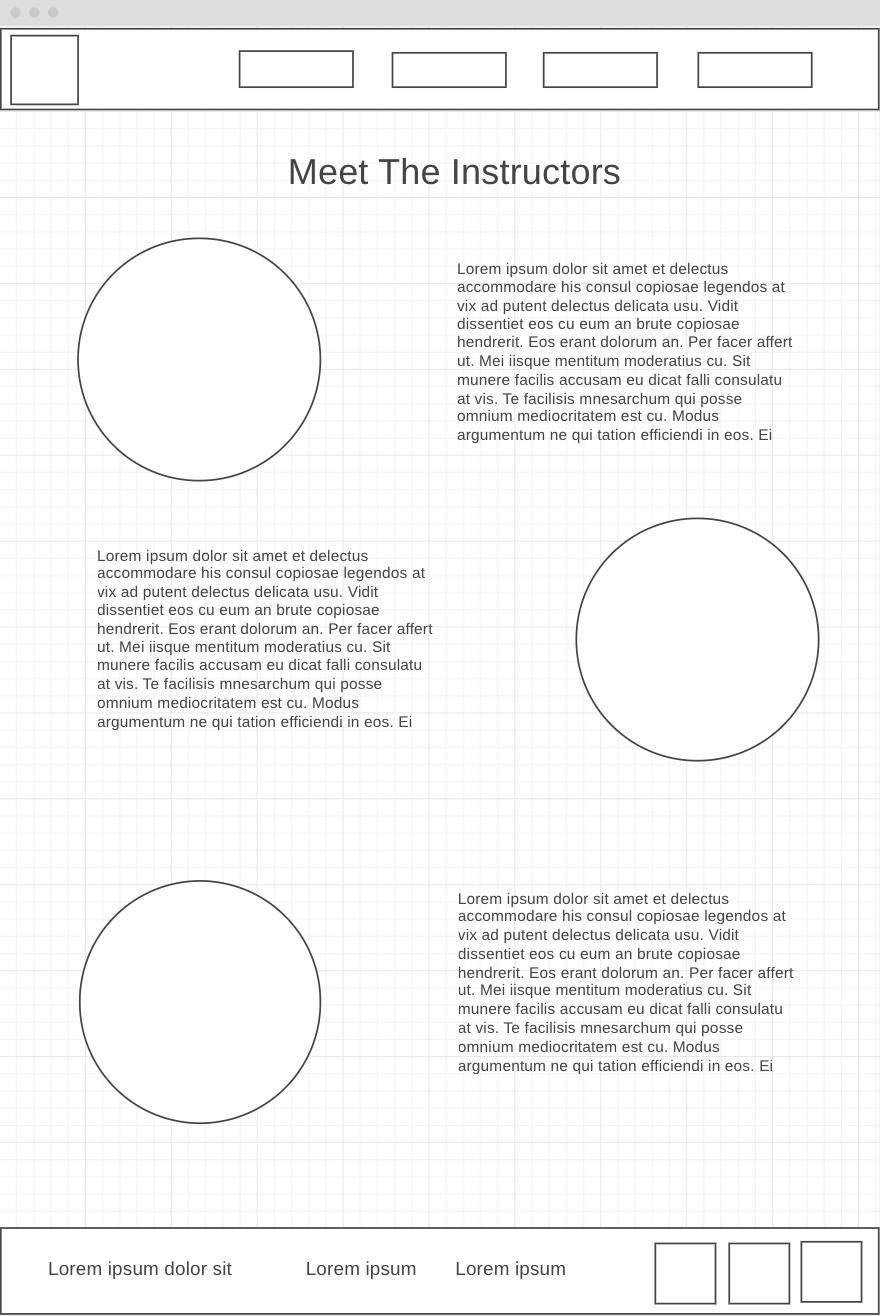 Meet The Instructors
Lorem ipsum dolor sit amet et delectus
accommodare his consul copiosae legendos at
vix ad putent delectus delicata usu. Vidit
dissentiet eos cu eum an brute copiosae
hendrerit. Eos erant dolorum an. Per facer affert
ut. Mei iisque mentitum moderatius cu. Sit
munere facilis accusam eu dicat falli consulatu
at vis. Te facilisis mnesarchum qui posse
omnium mediocritatem est cu. Modus
argumentum ne qui tation efficiendi in eos. Ei
Lorem ipsum dolor sit amet et delectus
accommodare his consul copiosae legendos at
vix ad putent delectus delicata usu. Vidit
dissentiet eos cu eum an brute copiosae
hendrerit. Eos erant dolorum an. Per facer affert
ut. Mei iisque mentitum moderatius cu. Sit
munere facilis accusam eu dicat falli consulatu
at vis. Te facilisis mnesarchum qui posse
omnium mediocritatem est cu. Modus
argumentum ne qui tation efficiendi in eos. Ei
Lorem ipsum dolor sit amet et delectus
accommodare his consul copiosae legendos at
vix ad putent delectus delicata usu. Vidit
dissentiet eos cu eum an brute copiosae
hendrerit. Eos erant dolorum an. Per facer affert
ut. Mei iisque mentitum moderatius cu. Sit
munere facilis accusam eu dicat falli consulatu
at vis. Te facilisis mnesarchum qui posse
omnium mediocritatem est cu. Modus
argumentum ne qui tation efficiendi in eos. Ei
Lorem ipsum dolor sit Lorem ipsum Lorem ipsum